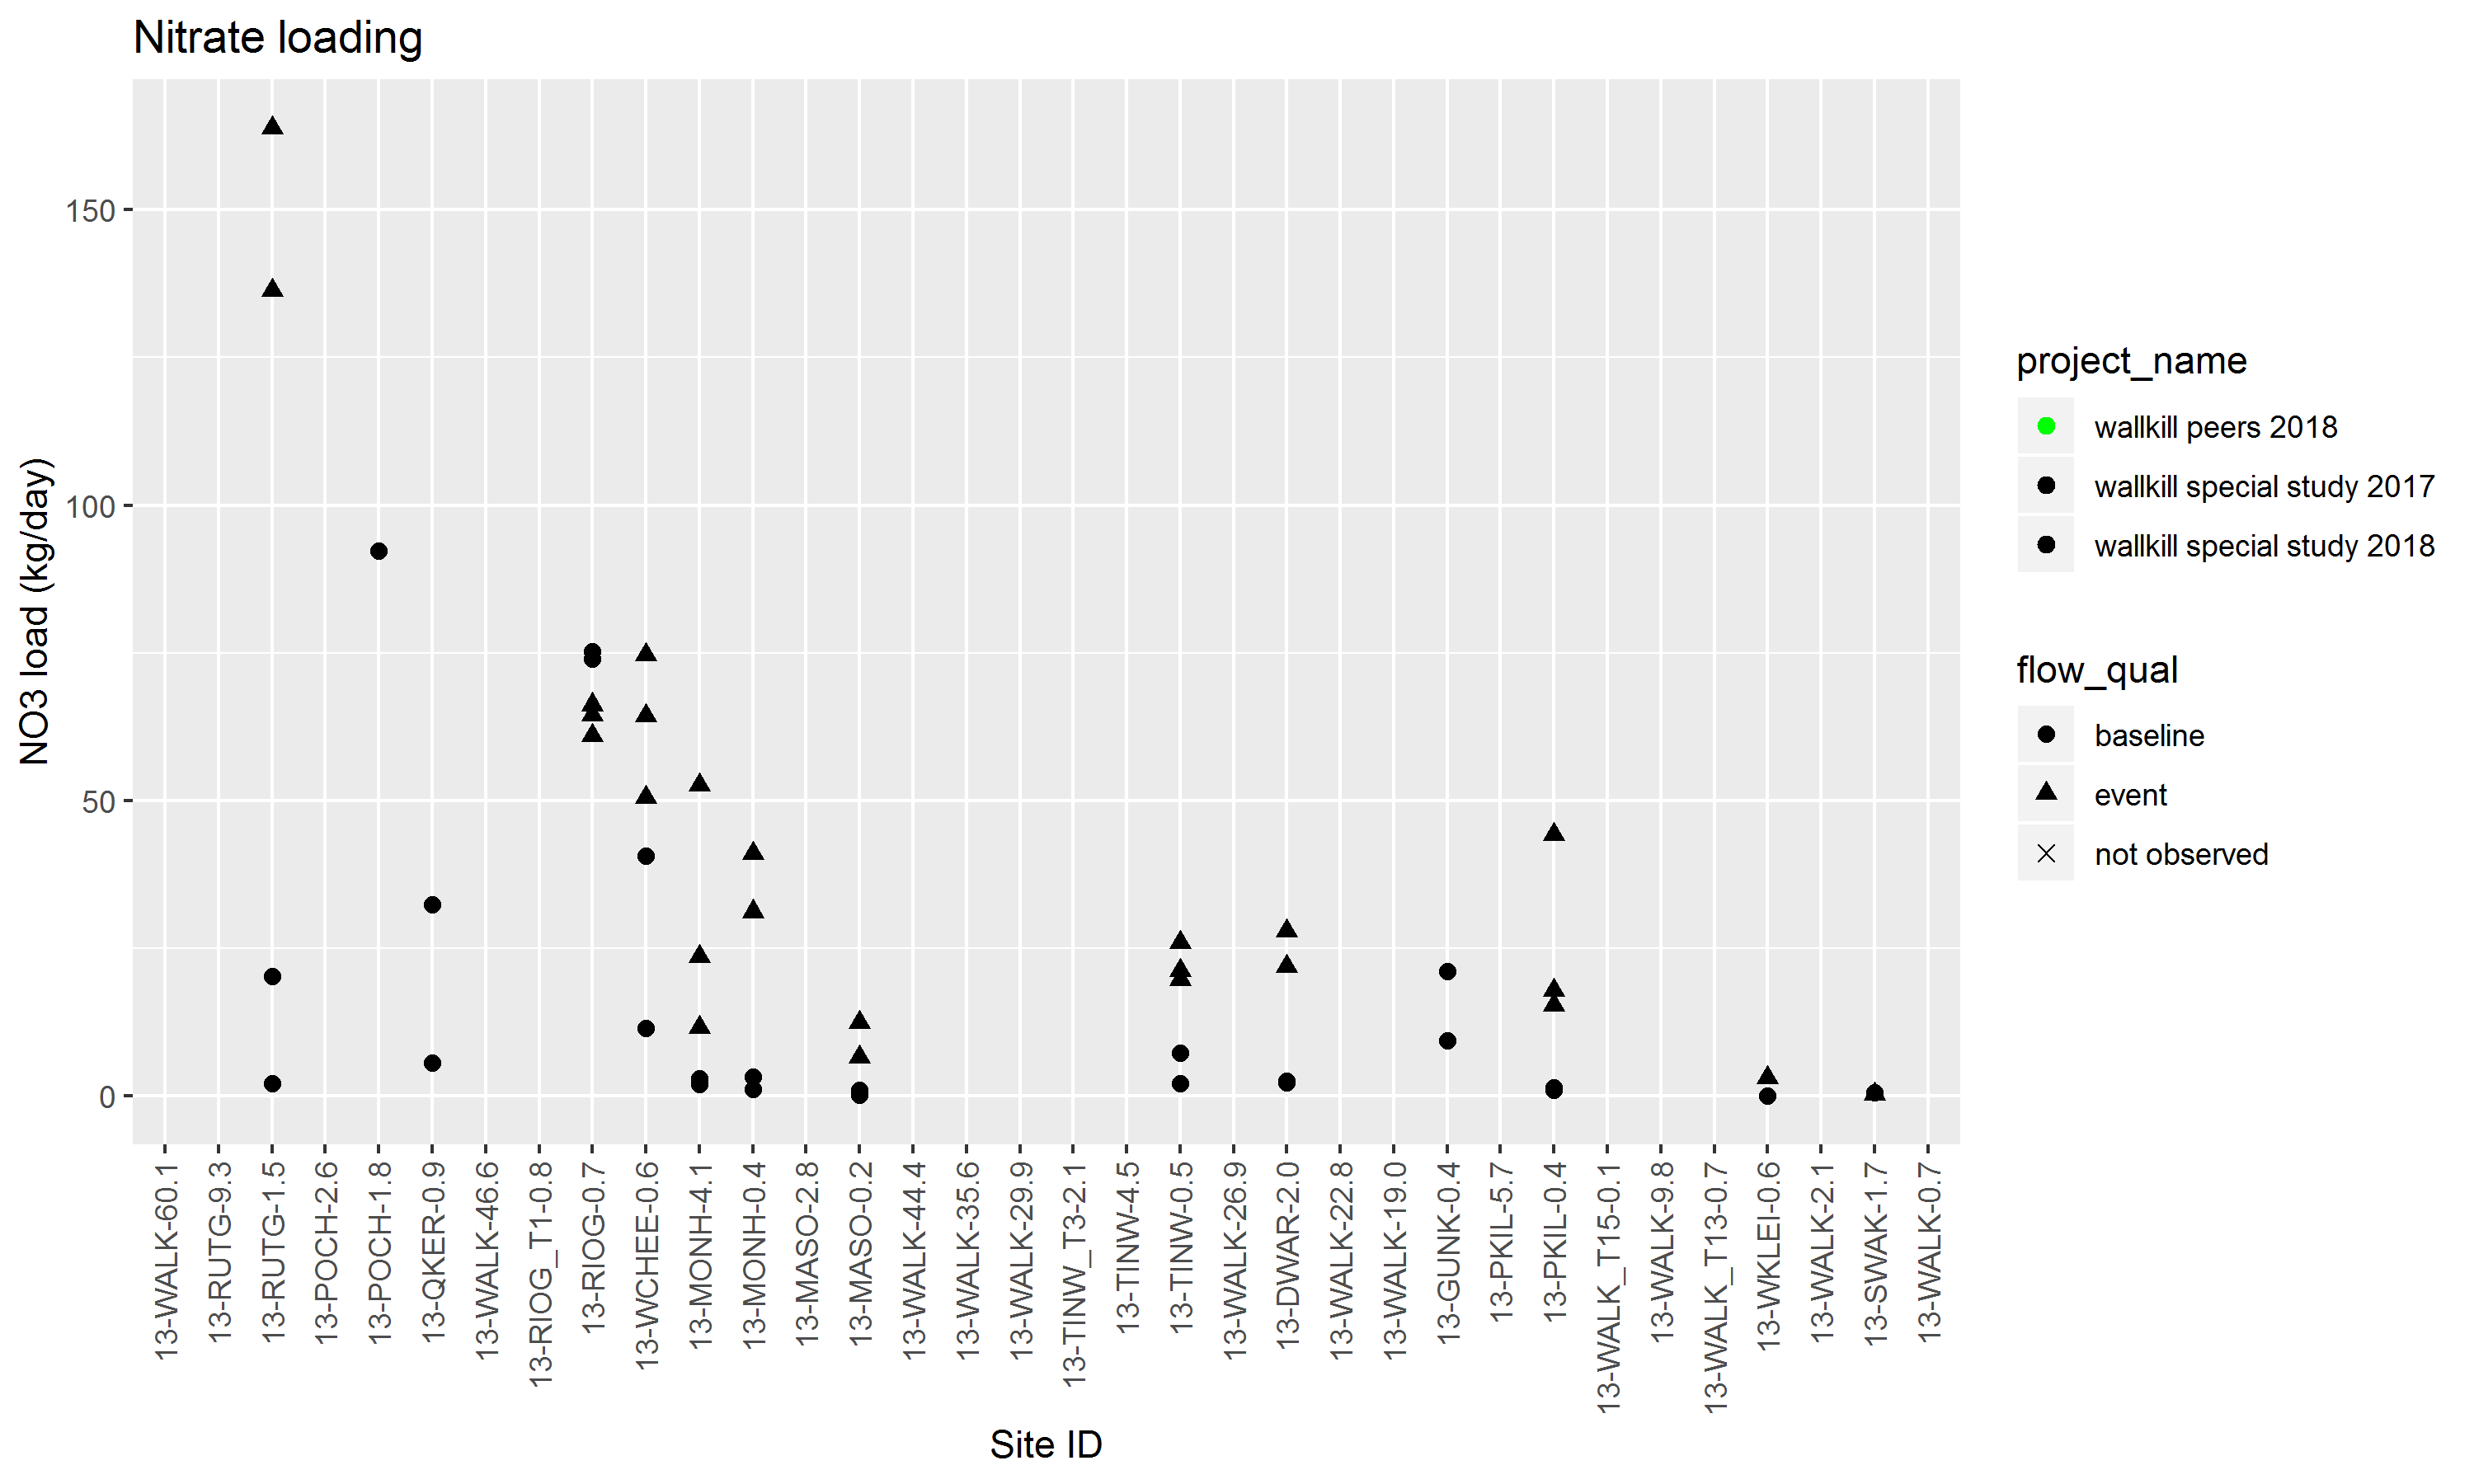 Nitrate loading
NO3 load (kg/day)
150
100
50
0
13-WALK-60.1
13-RUTG-9.3
13-RUTG-1.5
13-POCH-2.6
13-POCH-1.8
13-QKER-0.9
13-WALK-46.6
13-RIOG_T1-0.8
13-RIOG-0.7
13-WCHEE-0.6
13-MONH-4.1
13-MONH-0.4
13-MASO-2.8
13-MASO-0.2
13-WALK-44.4
13-WALK-35.6
13-WALK-29.9
13-TINW_T3-2.1
13-TINW-4.5
13-TINW-0.5
13-WALK-26.9
13-DWAR-2.0
13-WALK-22.8
13-WALK-19.0
13-GUNK-0.4
13-PKIL-5.7
13-PKIL-0.4
13-WALK_T15-0.1
13-WALK-9.8
13-WALK_T13-0.7
13-WKLEI-0.6
13-WALK-2.1
13-SWAK-1.7
13-WALK-0.7
Site ID
project_name
wallkill peers 2018
wallkill special study 2017
wallkill special study 2018
flow_qual
baseline
event
not observed